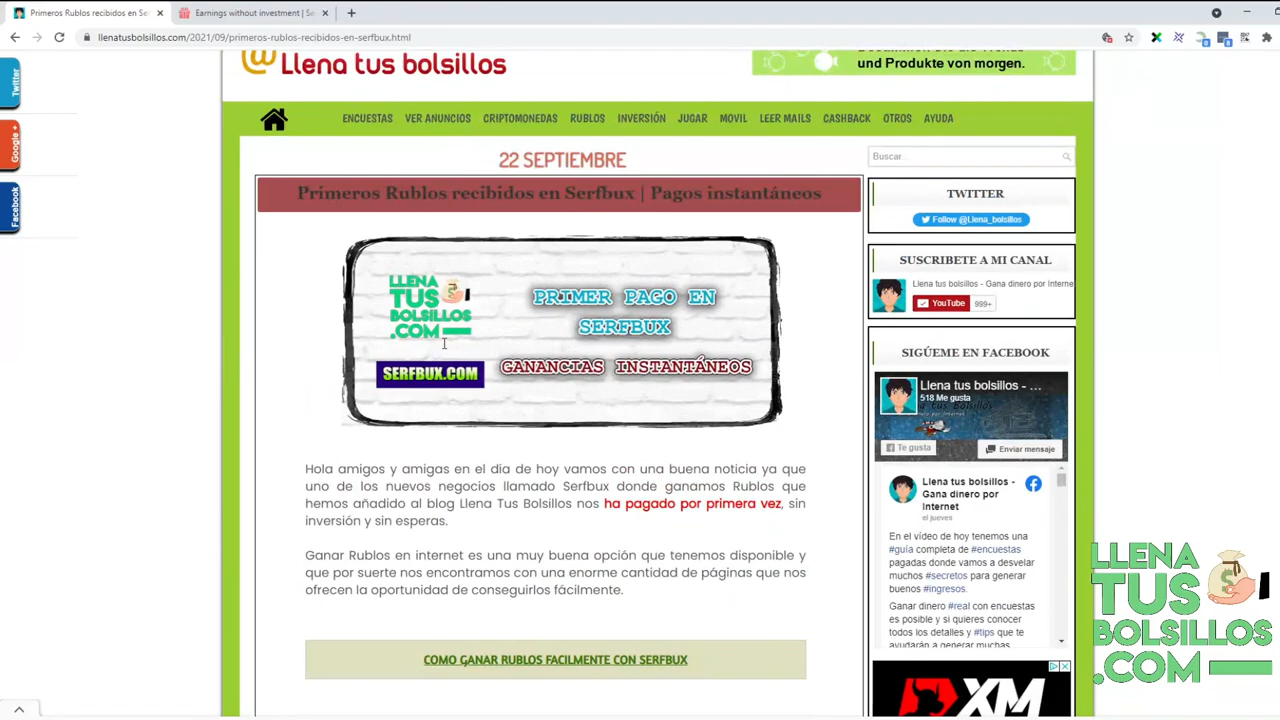 Primeros Rublos recibidos en Ser
Earnings without investment | Se
llenatusbolsillos.com/2021/09/primeros-rublos-recibidos-en-serfbux.html
Twitter
Google +
Facebook
@Llena tus bolsillos
und Produkte von morgen.
ENCUESTAS VER ANUNCIOS CRIPTOMONEDAS RUBLOS INVERSIÓN JUGAR MOVIL LEER MAILS CASHBACK OTROS AYUDA
22 SEPTIEMBRE
Primeros Rublos recibidos en Serfbux | Pagos instantáneos
LLENA
TUS
BOLSILLOS
.COM
SERFBUX.COM
PRIMER PAGO EN
SERFBUX
GANANCIAS INSTANTÁNEOS
Hola amigos y amigas en el dia de hoy vamos con una buena noticia ya que
uno de los nuevos negocios llamado Serfbux donde ganamos Rublos que
hemos añadido al blog Llena Tus Bolsillos nos ha pagado por primera vez, sin
inversión y sin esperas.
Ganar Rublos en internet es una muy buena opción que tenemos disponible y
que por suerte nos encontramos con una enorme cantidad de páginas que nos
ofrecen la oportunidad de conseguirlos fácilmente.
COMO GANAR RUBLOS FACILMENTE CON SERFBUX
Buscar...
TWITTER
Follow @Llena_bolsillos
SUSCRIBETE A MI CANAL
Llena tus bolsillos - Gana dinero por Interne
YouTube 999+
SIGÚEME EN FACEBOOK
Llena tus bolsillos - ...
518 Me gusta
Te gusta
Enviar mensaje
Llena tus bolsillos -
Gana dinero por
Internet
el jueves
En el vídeo de hoy tenemos una
#guía completa de #encuestas
pagadas donde vamos a desvelar
muchos #secretos para generar
buenos #ingresos.
Ganar dinero #real con encuestas
es posible y si quieres conocer
todos los detalles y #tips que te
ayudarán a generar muchas
XM
LLENA
TUS
BOLSILLOS
.COM